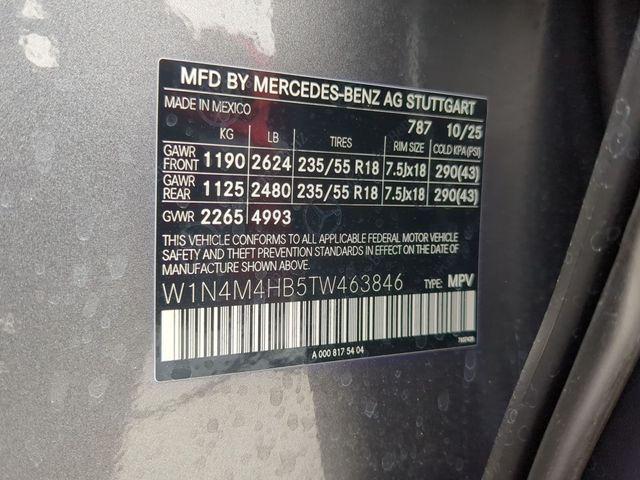 MFD BY MERCEDES-BENZ AG STUTTGART
MADE IN MEXICO 787 10/25
KG LB TIRES RIM SIZE COLD KPA(PSI)
GAWR FRONT 1190 2624 235/55 R18 7.5Jx18 290(43)
GAWR REAR 1125 2480 235/55 R18 7.5Jx18 290(43)
GVWR 2265 4993
THIS VEHICLE CONFORMS TO ALL APPLICABLE FEDERAL MOTOR VEHICLE
SAFETY AND THEFT PREVENTION STANDARDS IN EFFECT ON THE DATE OF
MANUFACTURE SHOWN ABOVE.
W1N4M4HB5TW463846 TYPE: MPV
A 000 817 54 04